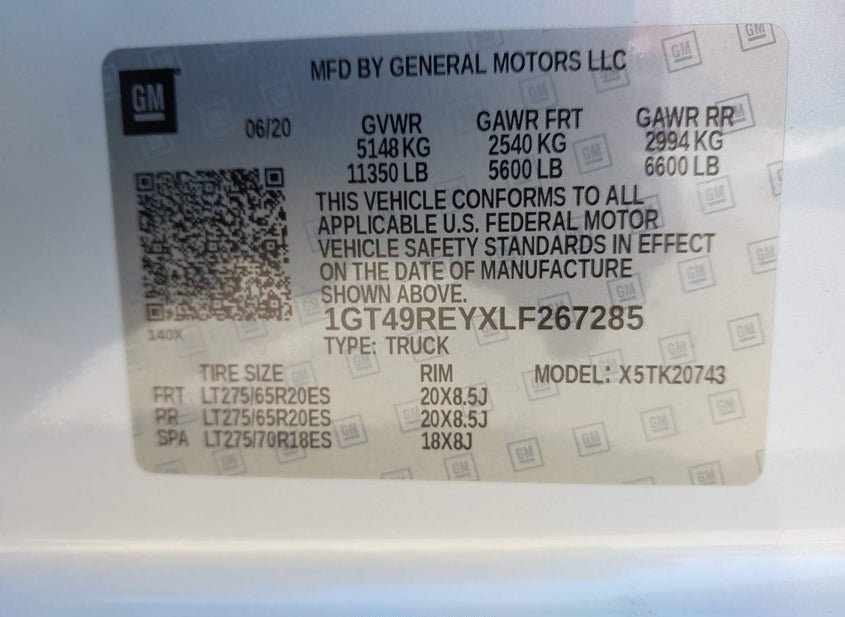 MFD BY GENERAL MOTORS LLC
GM
06/20 GVWR GAWR FRT GAWR RR
5148 KG 2540 KG 2994 KG
11350 LB 5600 LB 6600 LB
THIS VEHICLE CONFORMS TO ALL
APPLICABLE U.S. FEDERAL MOTOR
VEHICLE SAFETY STANDARDS IN EFFECT
ON THE DATE OF MANUFACTURE
SHOWN ABOVE.
140X 1GT49REYXLF267285
TYPE: TRUCK
TIRE SIZE RIM MODEL: X5TK20743
FRT LT275/65R20ES 20X8.5J
RR LT275/65R20ES 20X8.5J
SPA LT275/70R18ES 18X8J